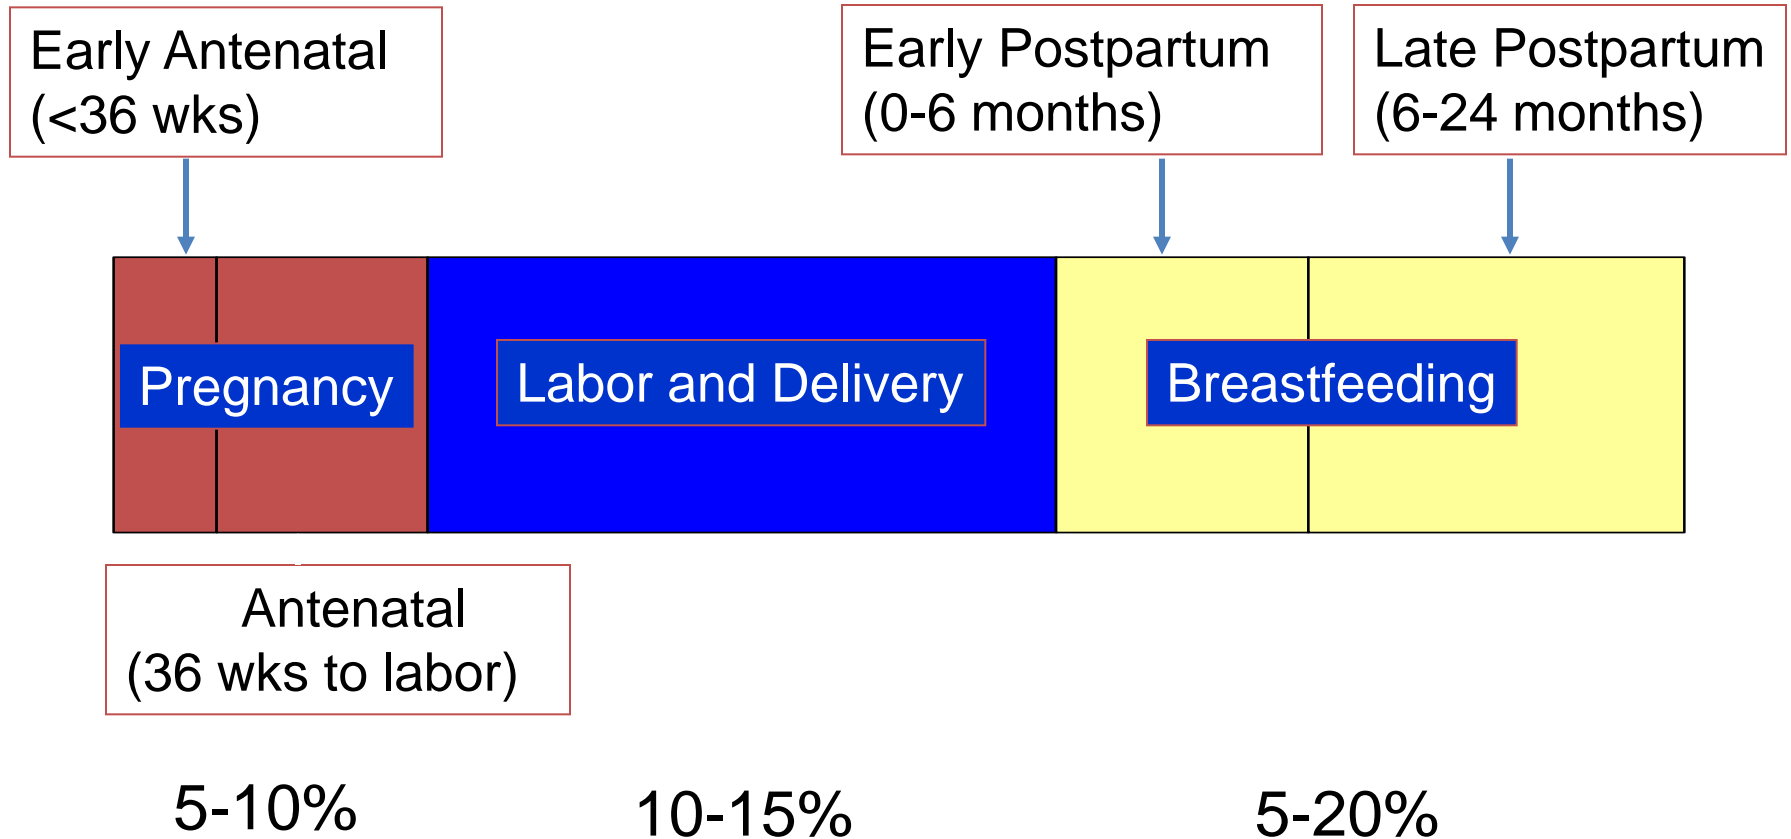 Early Antenatal
(<36 wks)
Early Postpartum
(0-6 months)
Late Postpartum
(6-24 months)
Pregnancy
Labor and Delivery
Breastfeeding
Antenatal
(36 wks to labor)
5-10%
10-15%
5-20%